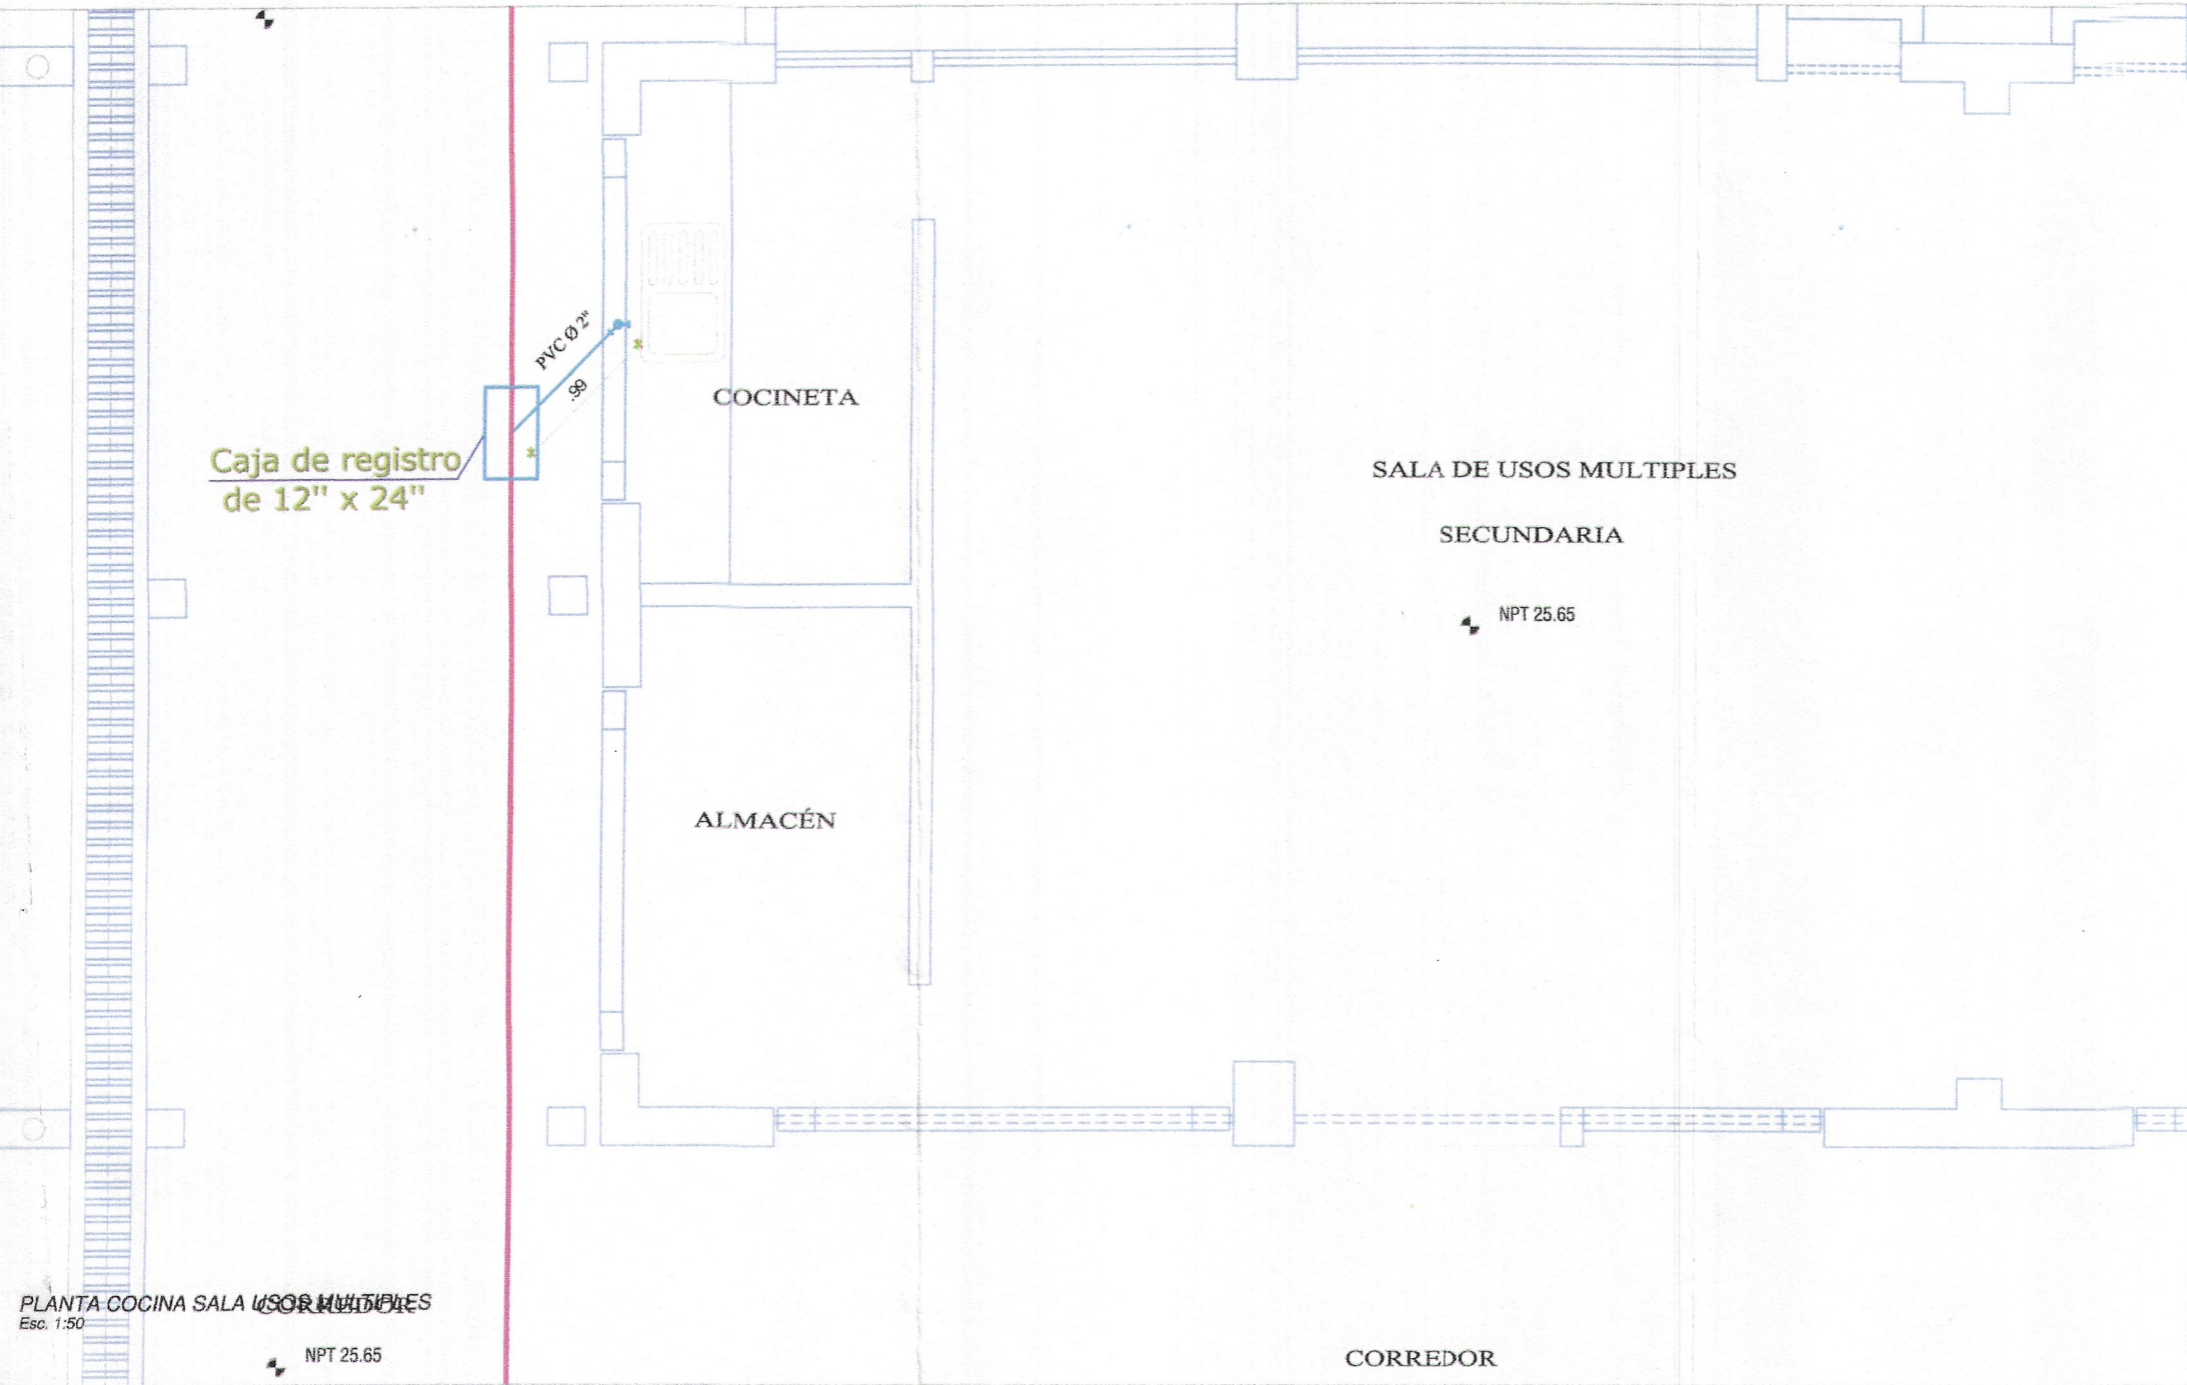 PVC Ø 2"
.99
COCINETA
Caja de registro
de 12" x 24"
SALA DE USOS MULTIPLES
SECUNDARIA
NPT 25.65
ALMACÉN
PLANTA COCINA SALA USOS MULTIPLES
CORREDOR
Esc. 1:50
NPT 25.65
CORREDOR